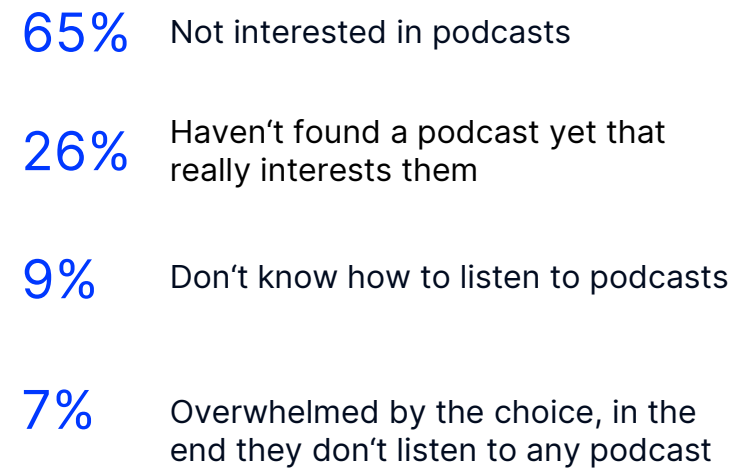 65% Not interested in podcasts
26% Haven‘t found a podcast yet that
really interests them
9% Don‘t know how to listen to podcasts
7% Overwhelmed by the choice, in the
end they don‘t listen to any podcast